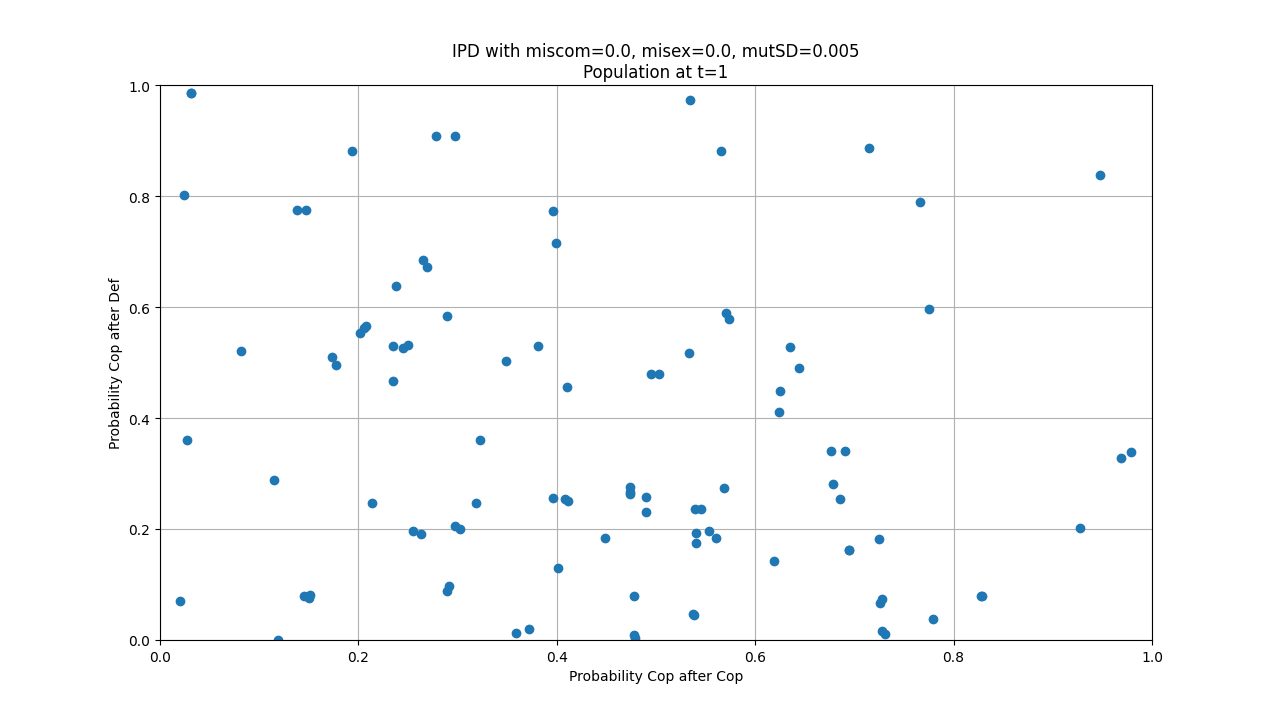 IPD with miscom=0.0, misex=0.0, mutSD=0.005
Population at t=1
1.0
0.8
0.6
0.4
0.2
0.0
Probability Cop after Def
0.0 0.2 0.4 0.6 0.8 1.0
Probability Cop after Cop